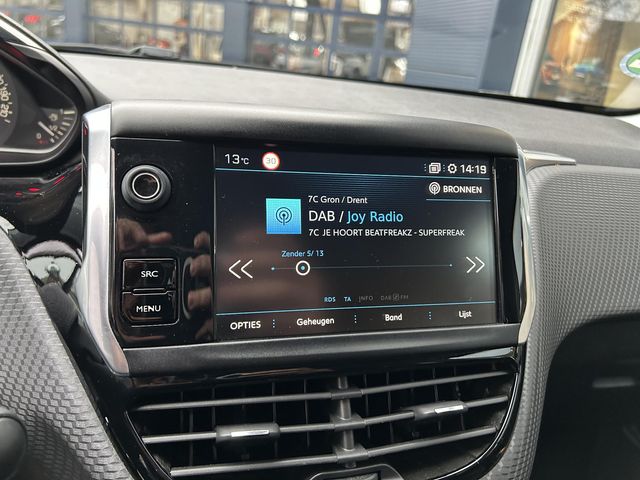 13°C
30
14:19
BRONNEN
7C Gron / Drent
DAB / Joy Radio
7C JE HOORT BEATFREAKZ - SUPERFREAK
Zender 5/ 13
RDS TA INFO DAB FM
OPTIES
Geheugen
Band
Lijst
SRC
MENU